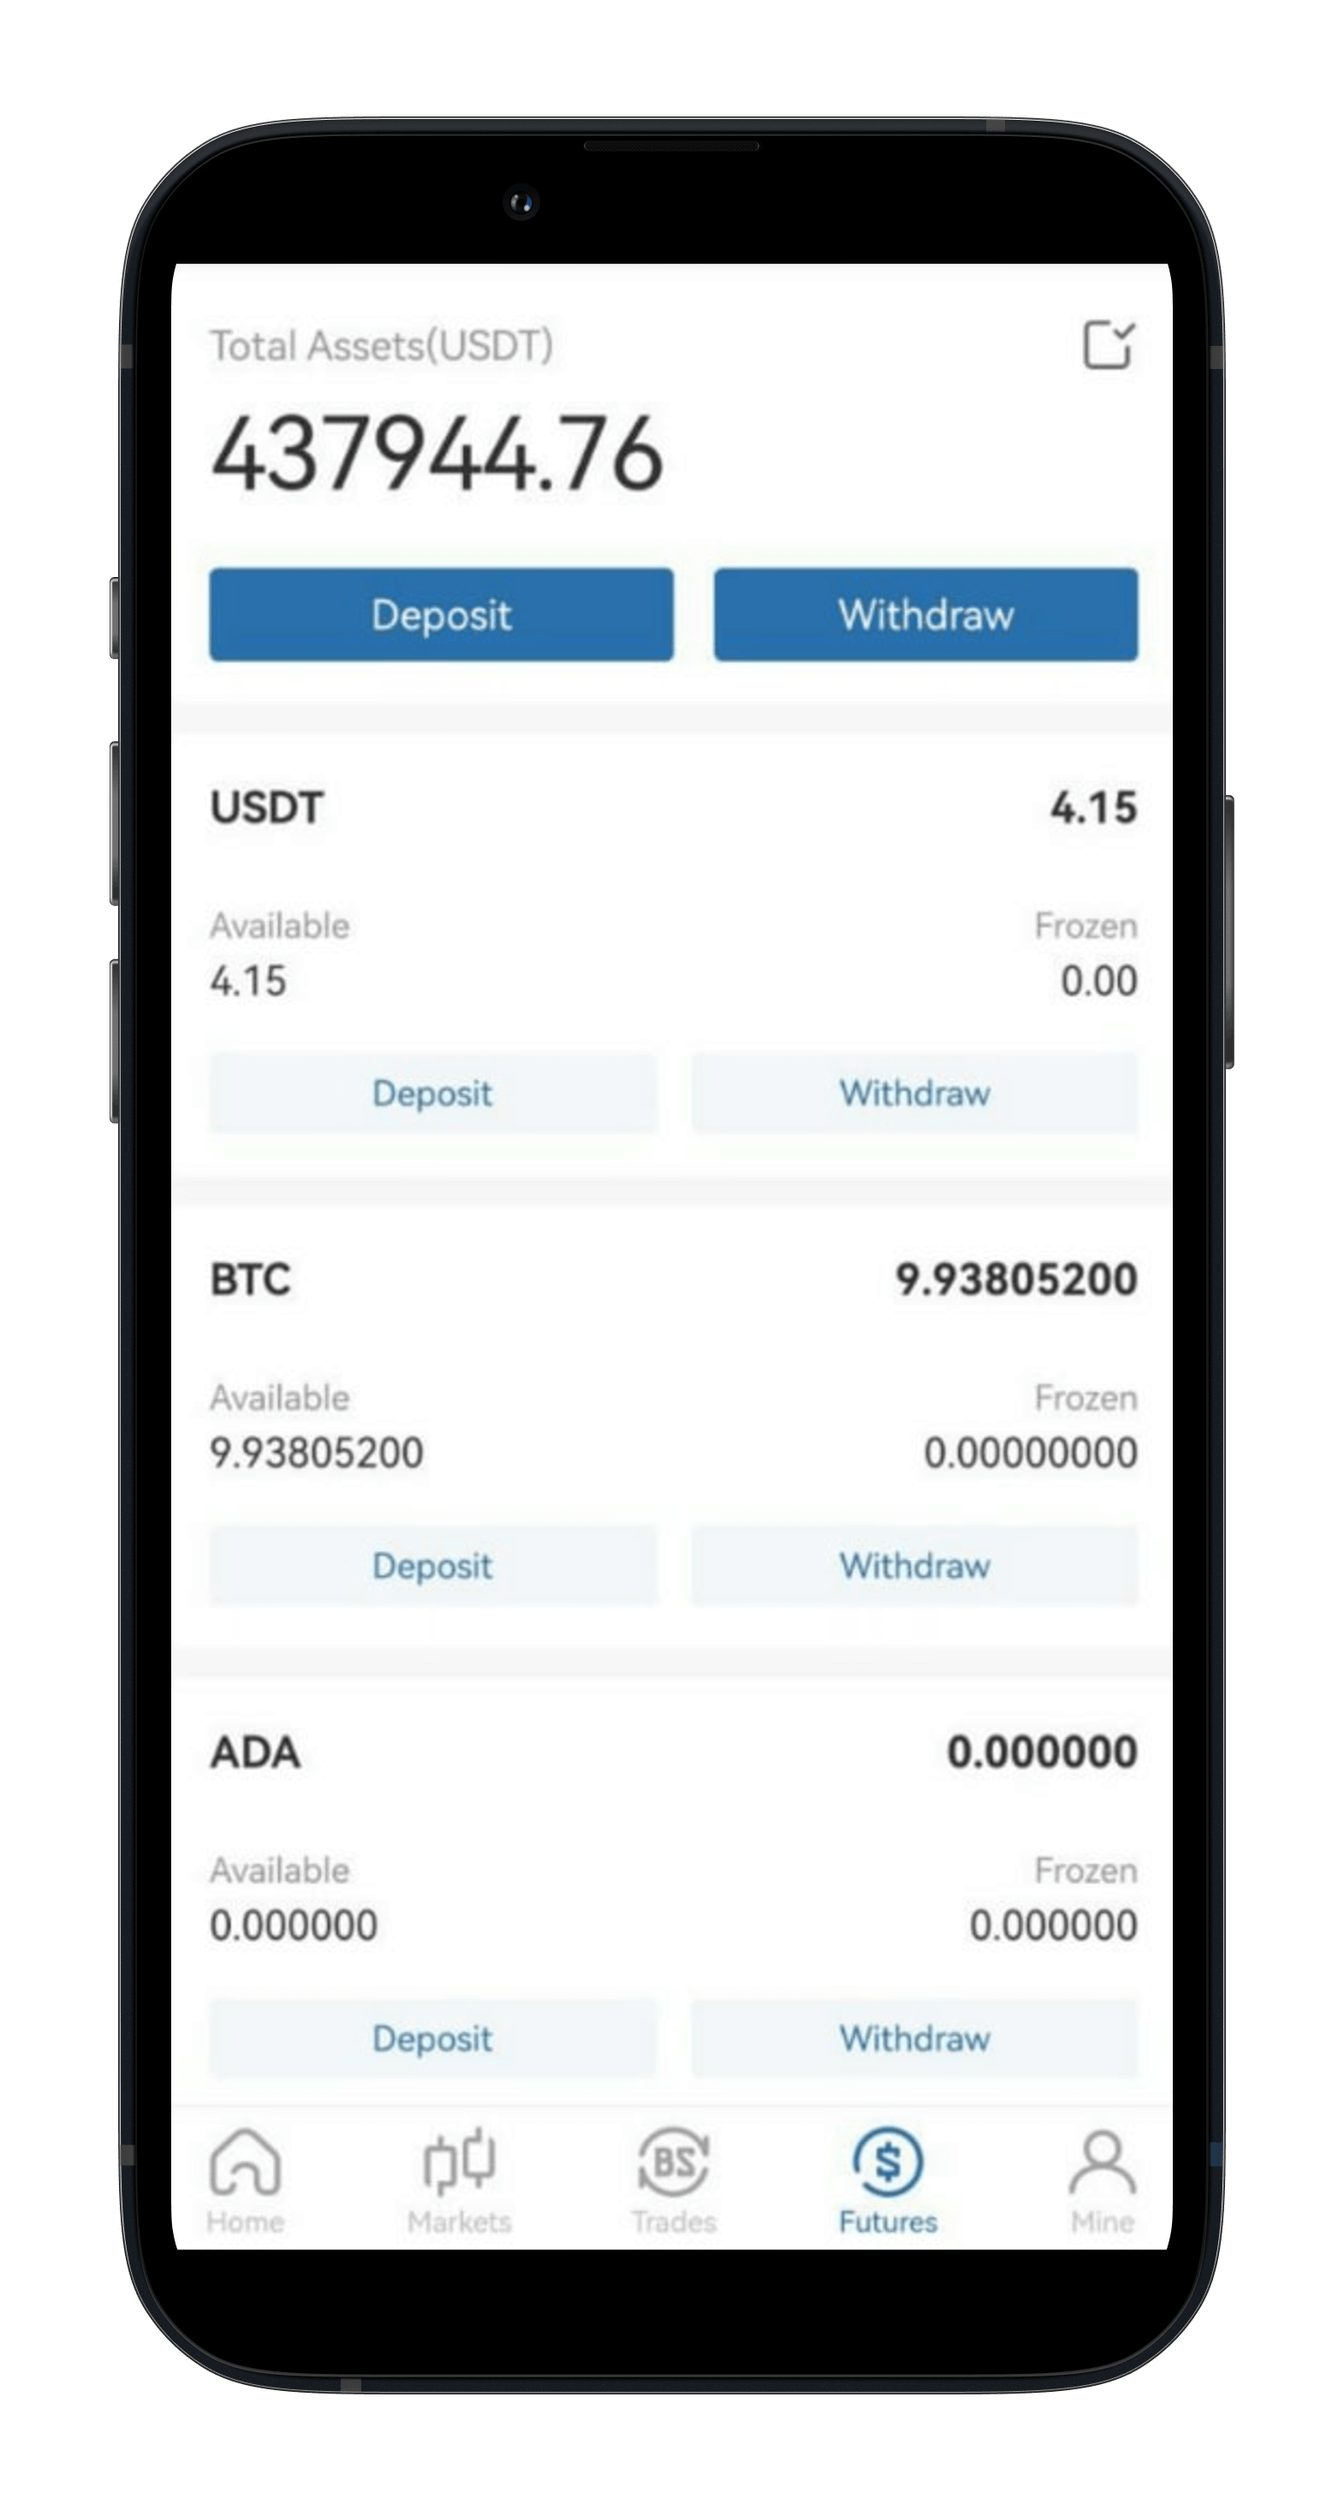 Total Assets(USDT)
437944.76
Deposit Withdraw
USDT 4.15
Available Frozen
4.15 0.00
Deposit Withdraw
BTC 9.93805200
Available Frozen
9.93805200 0.00000000
Deposit Withdraw
ADA 0.000000
Available Frozen
0.000000 0.000000
Deposit Withdraw
BS $
Home Markets Trades Futures Mine